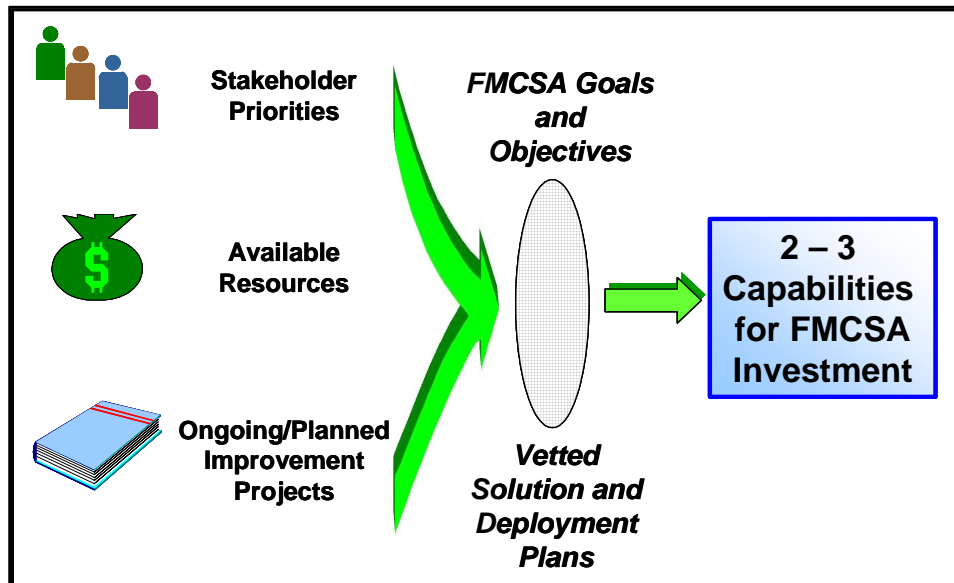 Stakeholder
Priorities
FMCSA Goals
and
Objectives
$
Available
Resources
2 – 3
Capabilities
for FMCSA
Investment
Ongoing/Planned
Improvement
Projects
Vetted
Solution and
Deployment
Plans